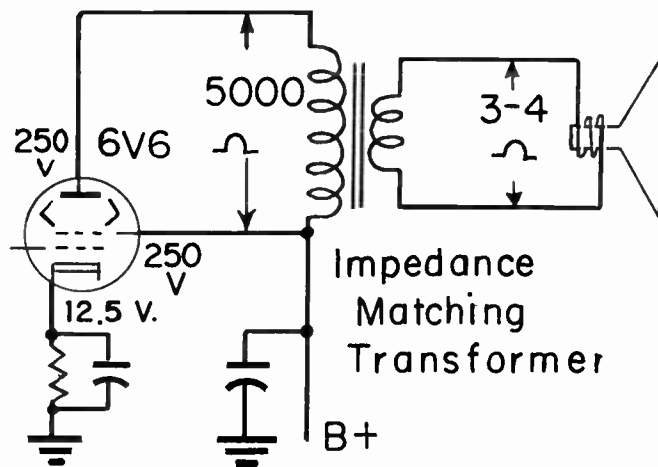 5000
Ω
3-4
Ω
250
V
6V6
250
V
12.5 V.
Impedance
Matching
Transformer
B+